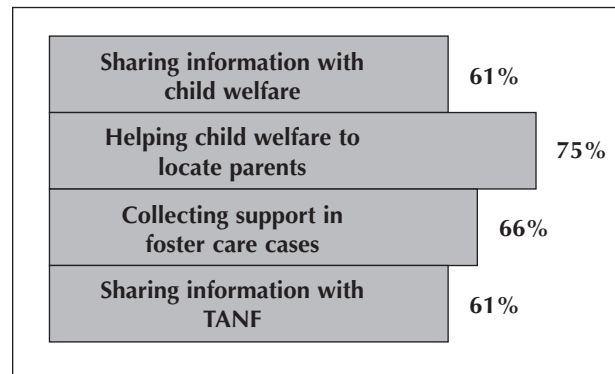 Sharing information with
child welfare
61%
Helping child welfare to
locate parents
75%
Collecting support in
foster care cases
66%
Sharing information with
TANF
61%